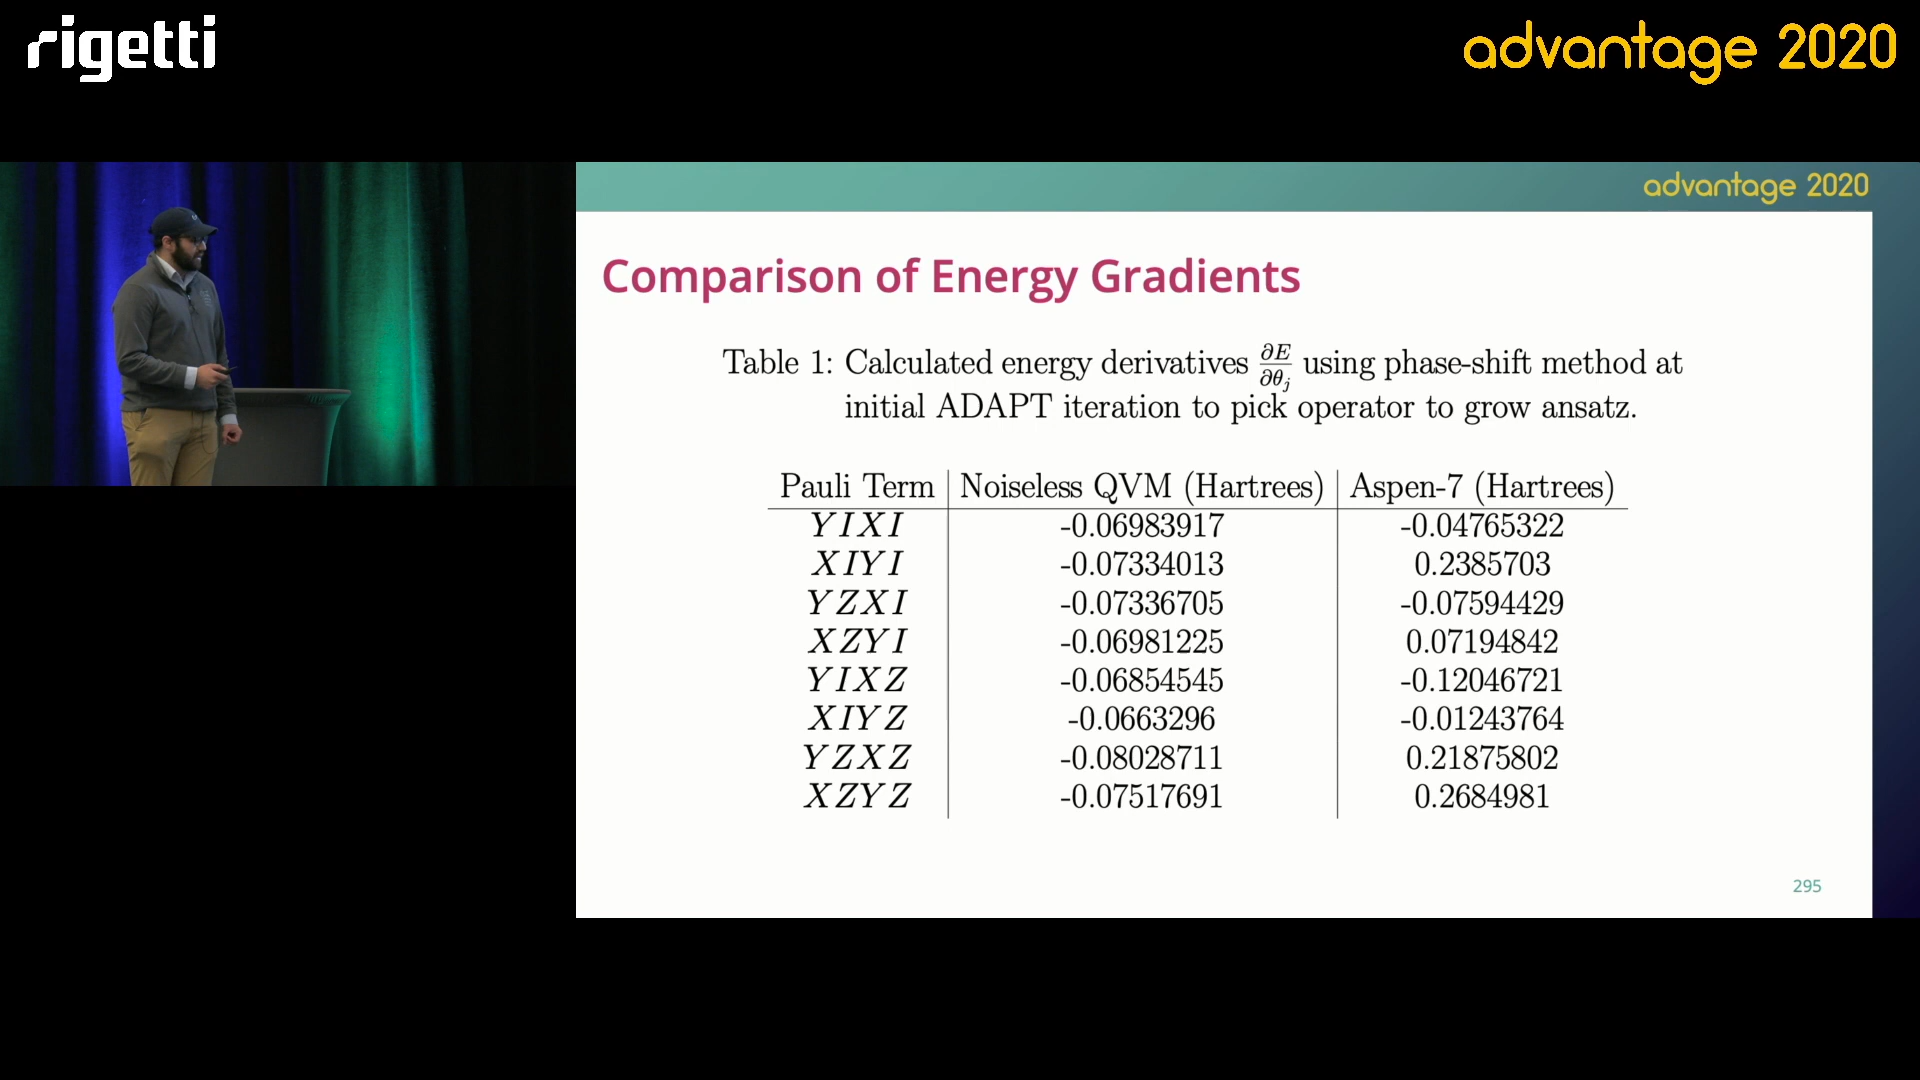 rigetti
advantage 2020
advantage 2020
Comparison of Energy Gradients
Table 1: Calculated energy derivatives ∂E/∂θj using phase-shift method at
initial ADAPT iteration to pick operator to grow ansatz.
Pauli Term Noiseless QVM (Hartrees) Aspen-7 (Hartrees)
YIXI -0.06983917 -0.04765322
XIYI -0.07334013 0.2385703
YZXI -0.07336705 -0.07594429
XZYI -0.06981225 0.07194842
YIXZ -0.06854545 -0.12046721
XIYZ -0.0663296 -0.01243764
YZXZ -0.08028711 0.21875802
XZYZ -0.07517691 0.2684981
295